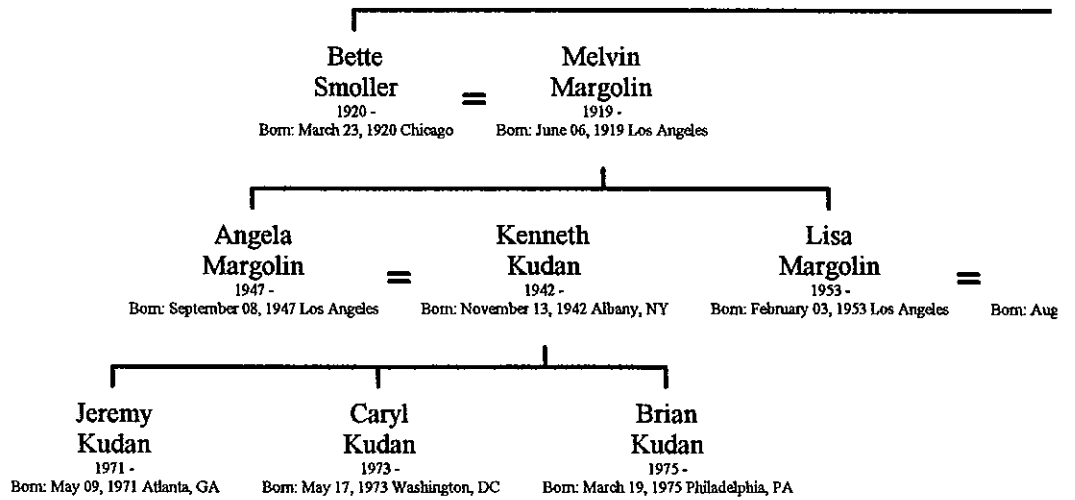 Bette
Smoller
1920 -
Born: March 23, 1920 Chicago
=
Melvin
Margolin
1919 -
Born: June 06, 1919 Los Angeles
Angela
Margolin
1947 -
Born: September 08, 1947 Los Angeles
=
Kenneth
Kudan
1942 -
Born: November 13, 1942 Albany, NY
Lisa
Margolin
1953 -
Born: February 03, 1953 Los Angeles
=
Born: Aug
Jeremy
Kudan
1971 -
Born: May 09, 1971 Atlanta, GA
Caryl
Kudan
1973 -
Born: May 17, 1973 Washington, DC
Brian
Kudan
1975 -
Born: March 19, 1975 Philadelphia, PA